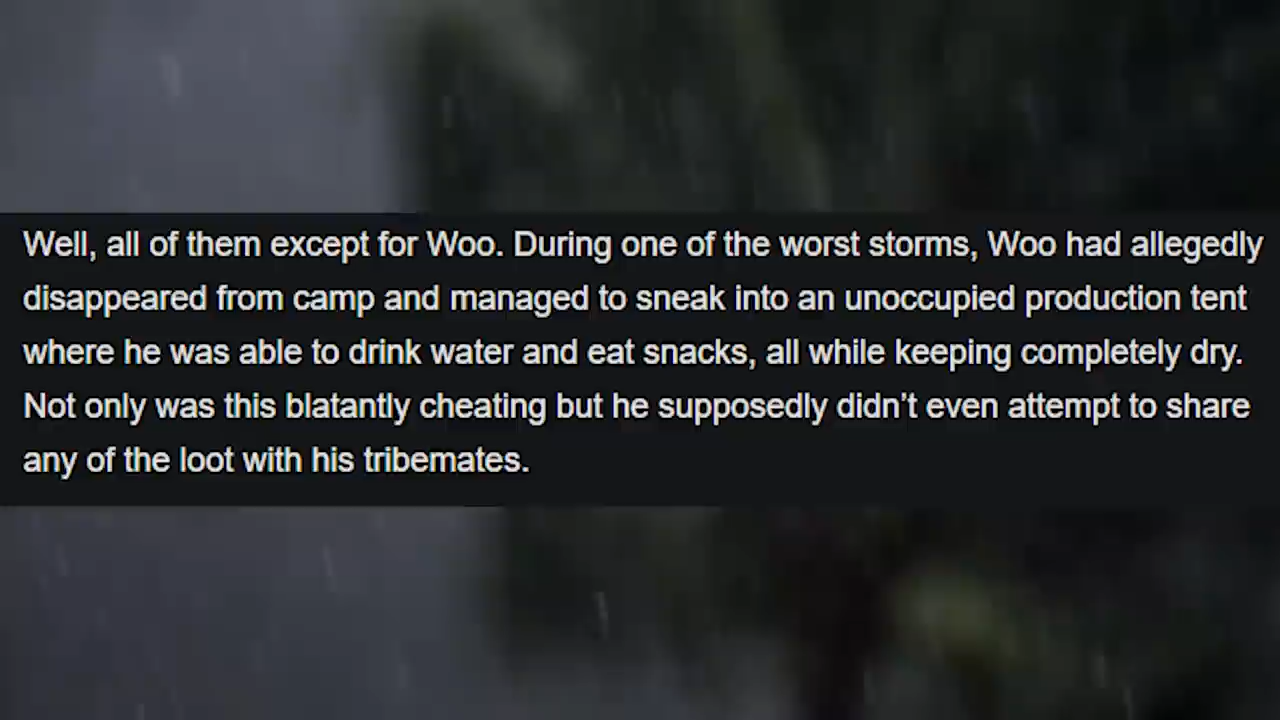 Well, all of them except for Woo. During one of the worst storms, Woo had allegedly
disappeared from camp and managed to sneak into an unoccupied production tent
where he was able to drink water and eat snacks, all while keeping completely dry.
Not only was this blatantly cheating but he supposedly didn’t even attempt to share
any of the loot with his tribemates.